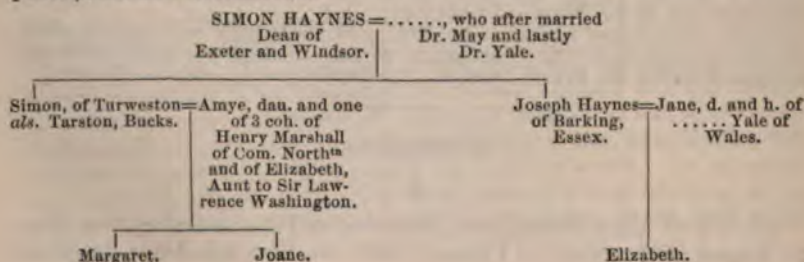 SIMON HAYNES=......, who after married
Dean of Dr. May and lastly
Exeter and Windsor. Dr. Yale.
Simon, of Turweston=Amye, dau. and one Joseph Haynes=Jane, d. and h. of
als. Tarston, Bucks. of 3 coh. of of Barking, ...... Yale of
Henry Marshall Essex. Wales.
of Com. Northtn
and of Elizabeth,
Aunt to Sir Law-
rence Washington.
Margaret. Joane. Elizabeth.